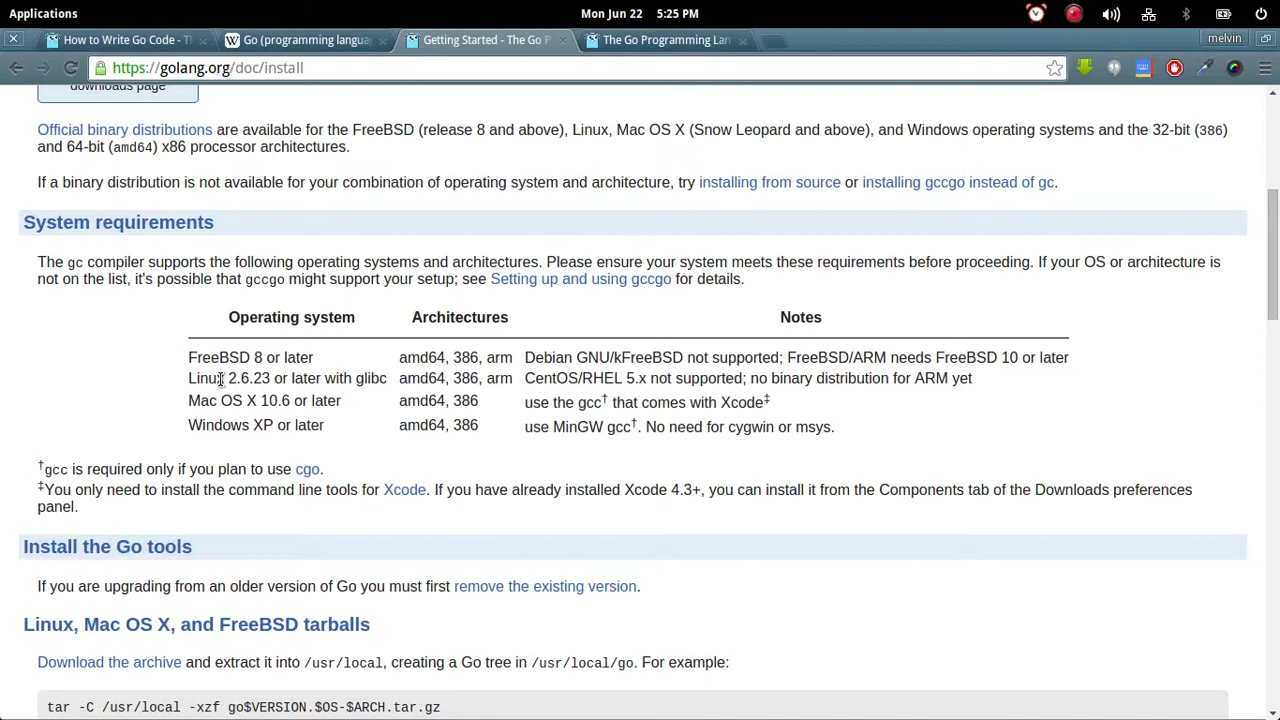 Applications
Mon Jun 22 5:25 PM
How to Write Go Code - T
Go (programming langua
Getting Started - The Go P
The Go Programming Lan
melvin
https://golang.org/doc/install
downloads page
Official binary distributions are available for the FreeBSD (release 8 and above), Linux, Mac OS X (Snow Leopard and above), and Windows operating systems and the 32-bit (386)
and 64-bit (amd64) x86 processor architectures.
If a binary distribution is not available for your combination of operating system and architecture, try installing from source or installing gccgo instead of gc.
System requirements
The gc compiler supports the following operating systems and architectures. Please ensure your system meets these requirements before proceeding. If your OS or architecture is
not on the list, it's possible that gccgo might support your setup; see Setting up and using gccgo for details.
Operating system Architectures Notes
FreeBSD 8 or later amd64, 386, arm Debian GNU/kFreeBSD not supported; FreeBSD/ARM needs FreeBSD 10 or later
Linux 2.6.23 or later with glibc amd64, 386, arm CentOS/RHEL 5.x not supported; no binary distribution for ARM yet
Mac OS X 10.6 or later amd64, 386 use the gcc† that comes with Xcode‡
Windows XP or later amd64, 386 use MinGW gcc†. No need for cygwin or msys.
†gcc is required only if you plan to use cgo.
‡You only need to install the command line tools for Xcode. If you have already installed Xcode 4.3+, you can install it from the Components tab of the Downloads preferences
panel.
Install the Go tools
If you are upgrading from an older version of Go you must first remove the existing version.
Linux, Mac OS X, and FreeBSD tarballs
Download the archive and extract it into /usr/local, creating a Go tree in /usr/local/go. For example:
tar -C /usr/local -xzf go$VERSION.$OS-$ARCH.tar.gz